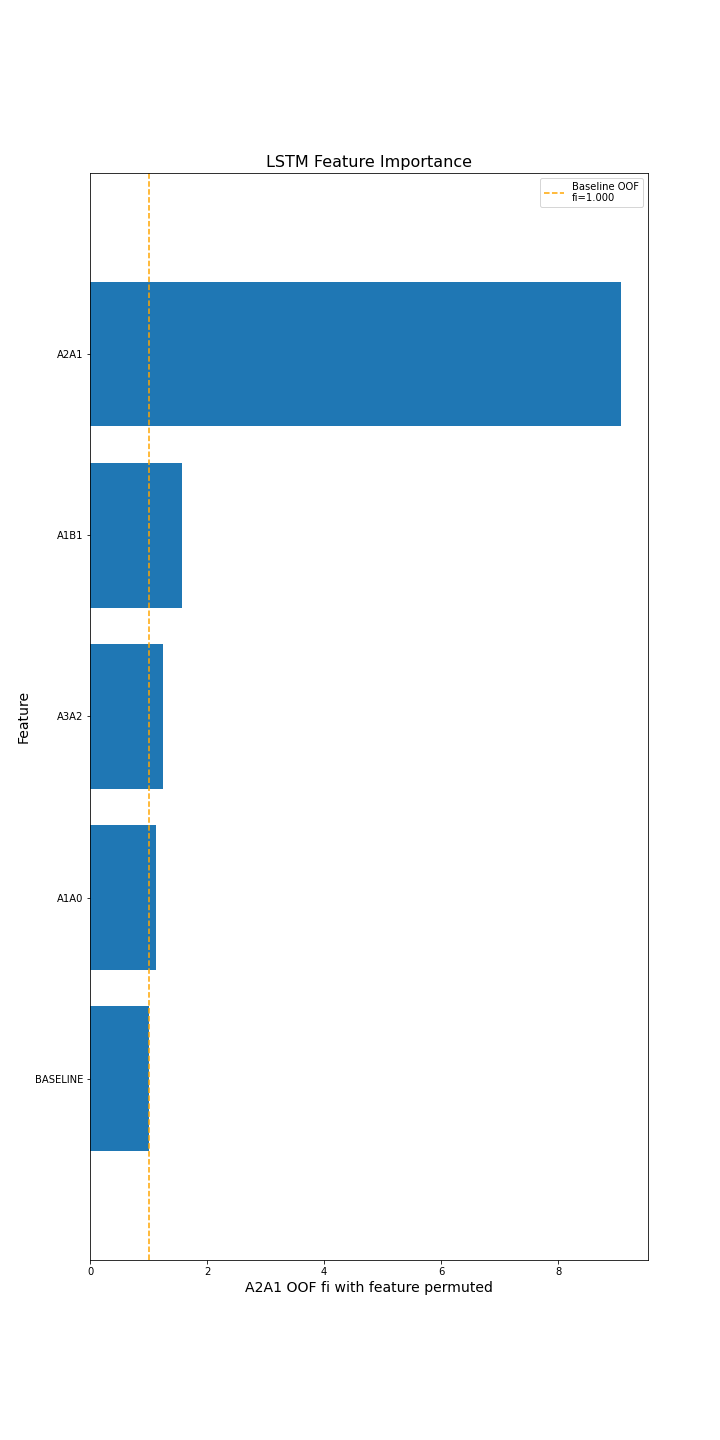 LSTM Feature Importance
Baseline OOF
fi=1.000
A2A1
A1B1
A3A2
A1A0
BASELINE
Feature
0 2 4 6 8
A2A1 OOF fi with feature permuted